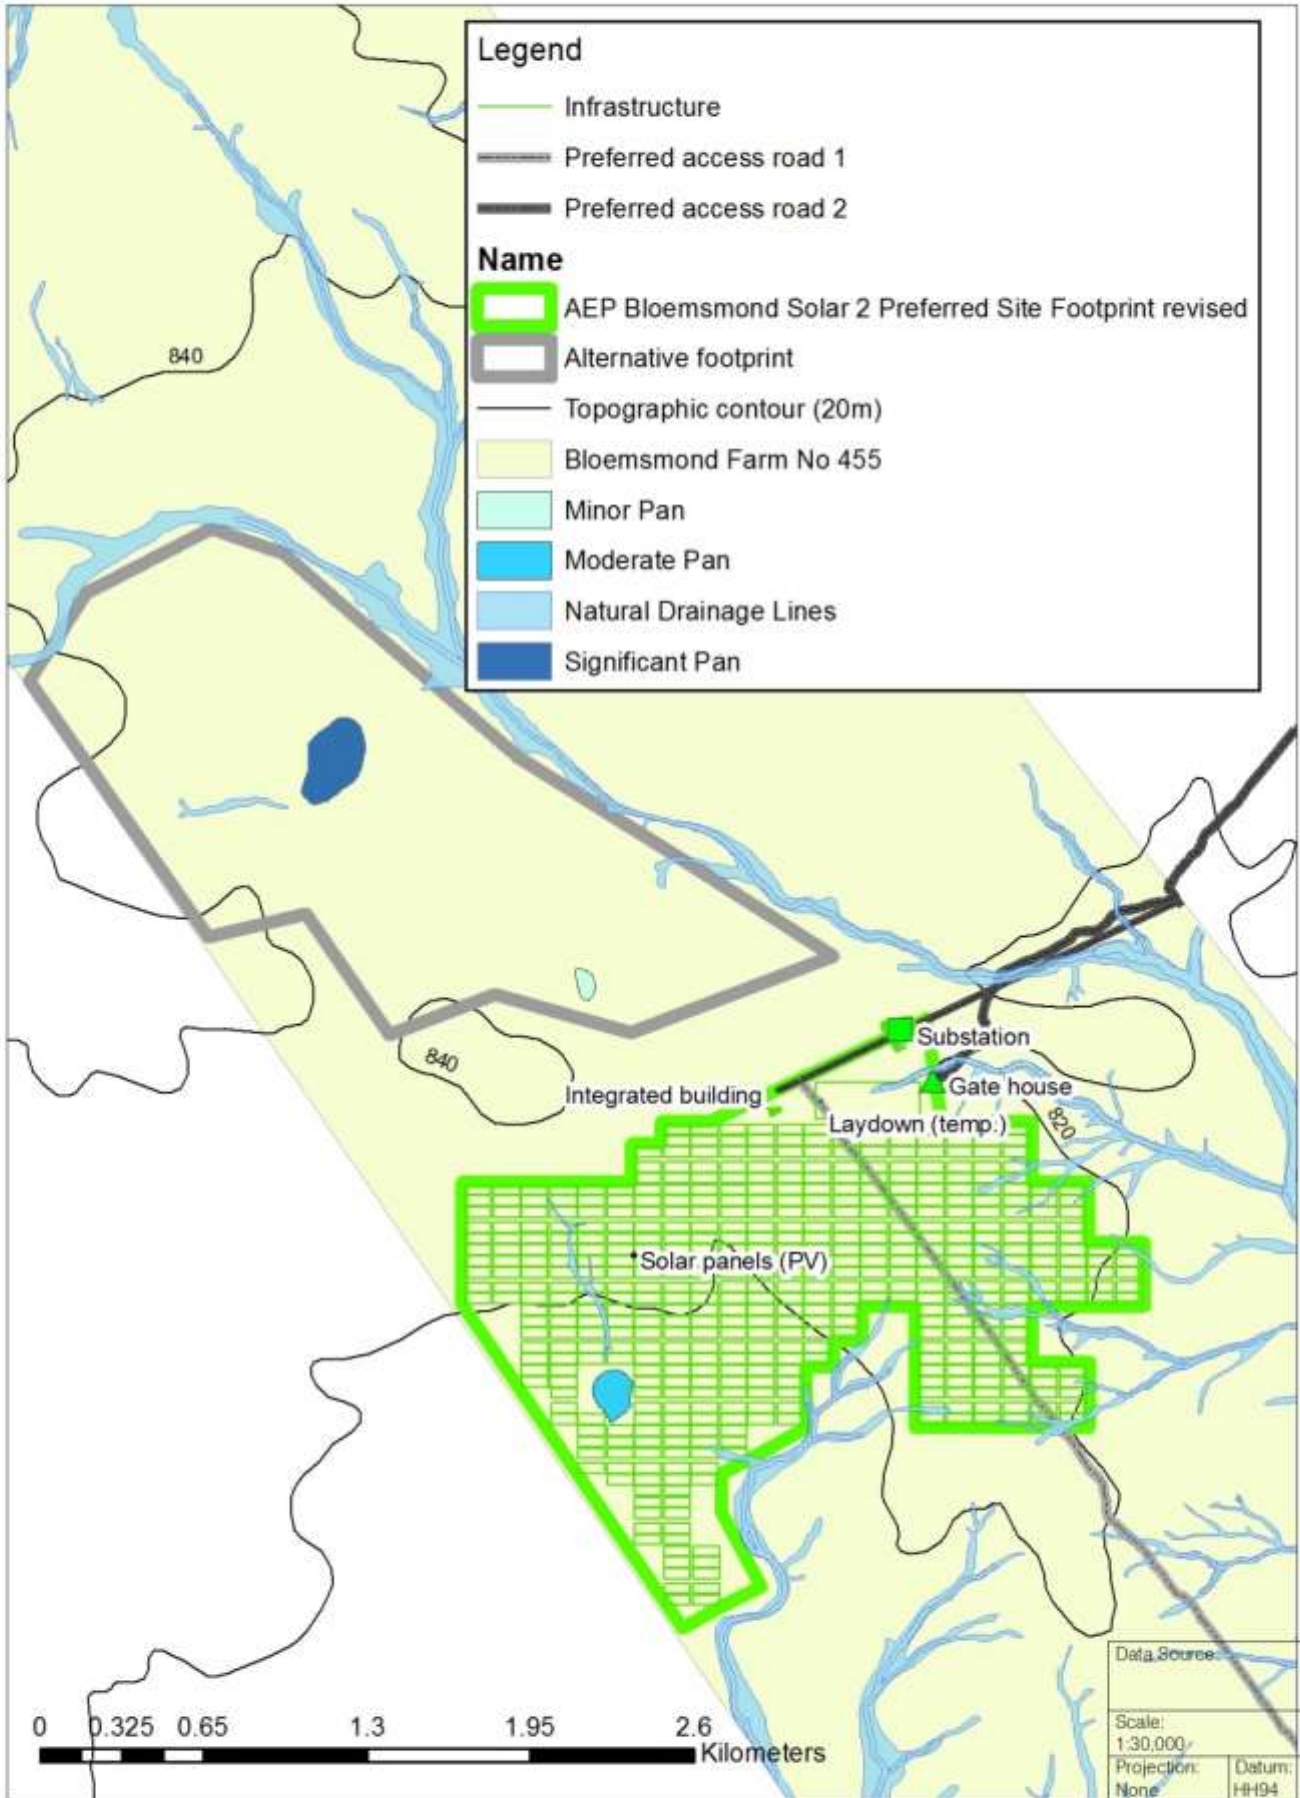 Legend
Infrastructure
Preferred access road 1
Preferred access road 2
Name
AEP Bloemsmond Solar 2 Preferred Site Footprint revised
Alternative footprint
Topographic contour (20m)
Bloemsmond Farm No 455
Minor Pan
Moderate Pan
Natural Drainage Lines
Significant Pan
840
840
Substation
Integrated building
Gate house
Laydown (temp.)
820
Solar panels (PV)
0 0.325 0.65 1.3 1.95 2.6
Kilometers
Data Source:
Scale:
1:30,000
Projection:
None
Datum:
HH94